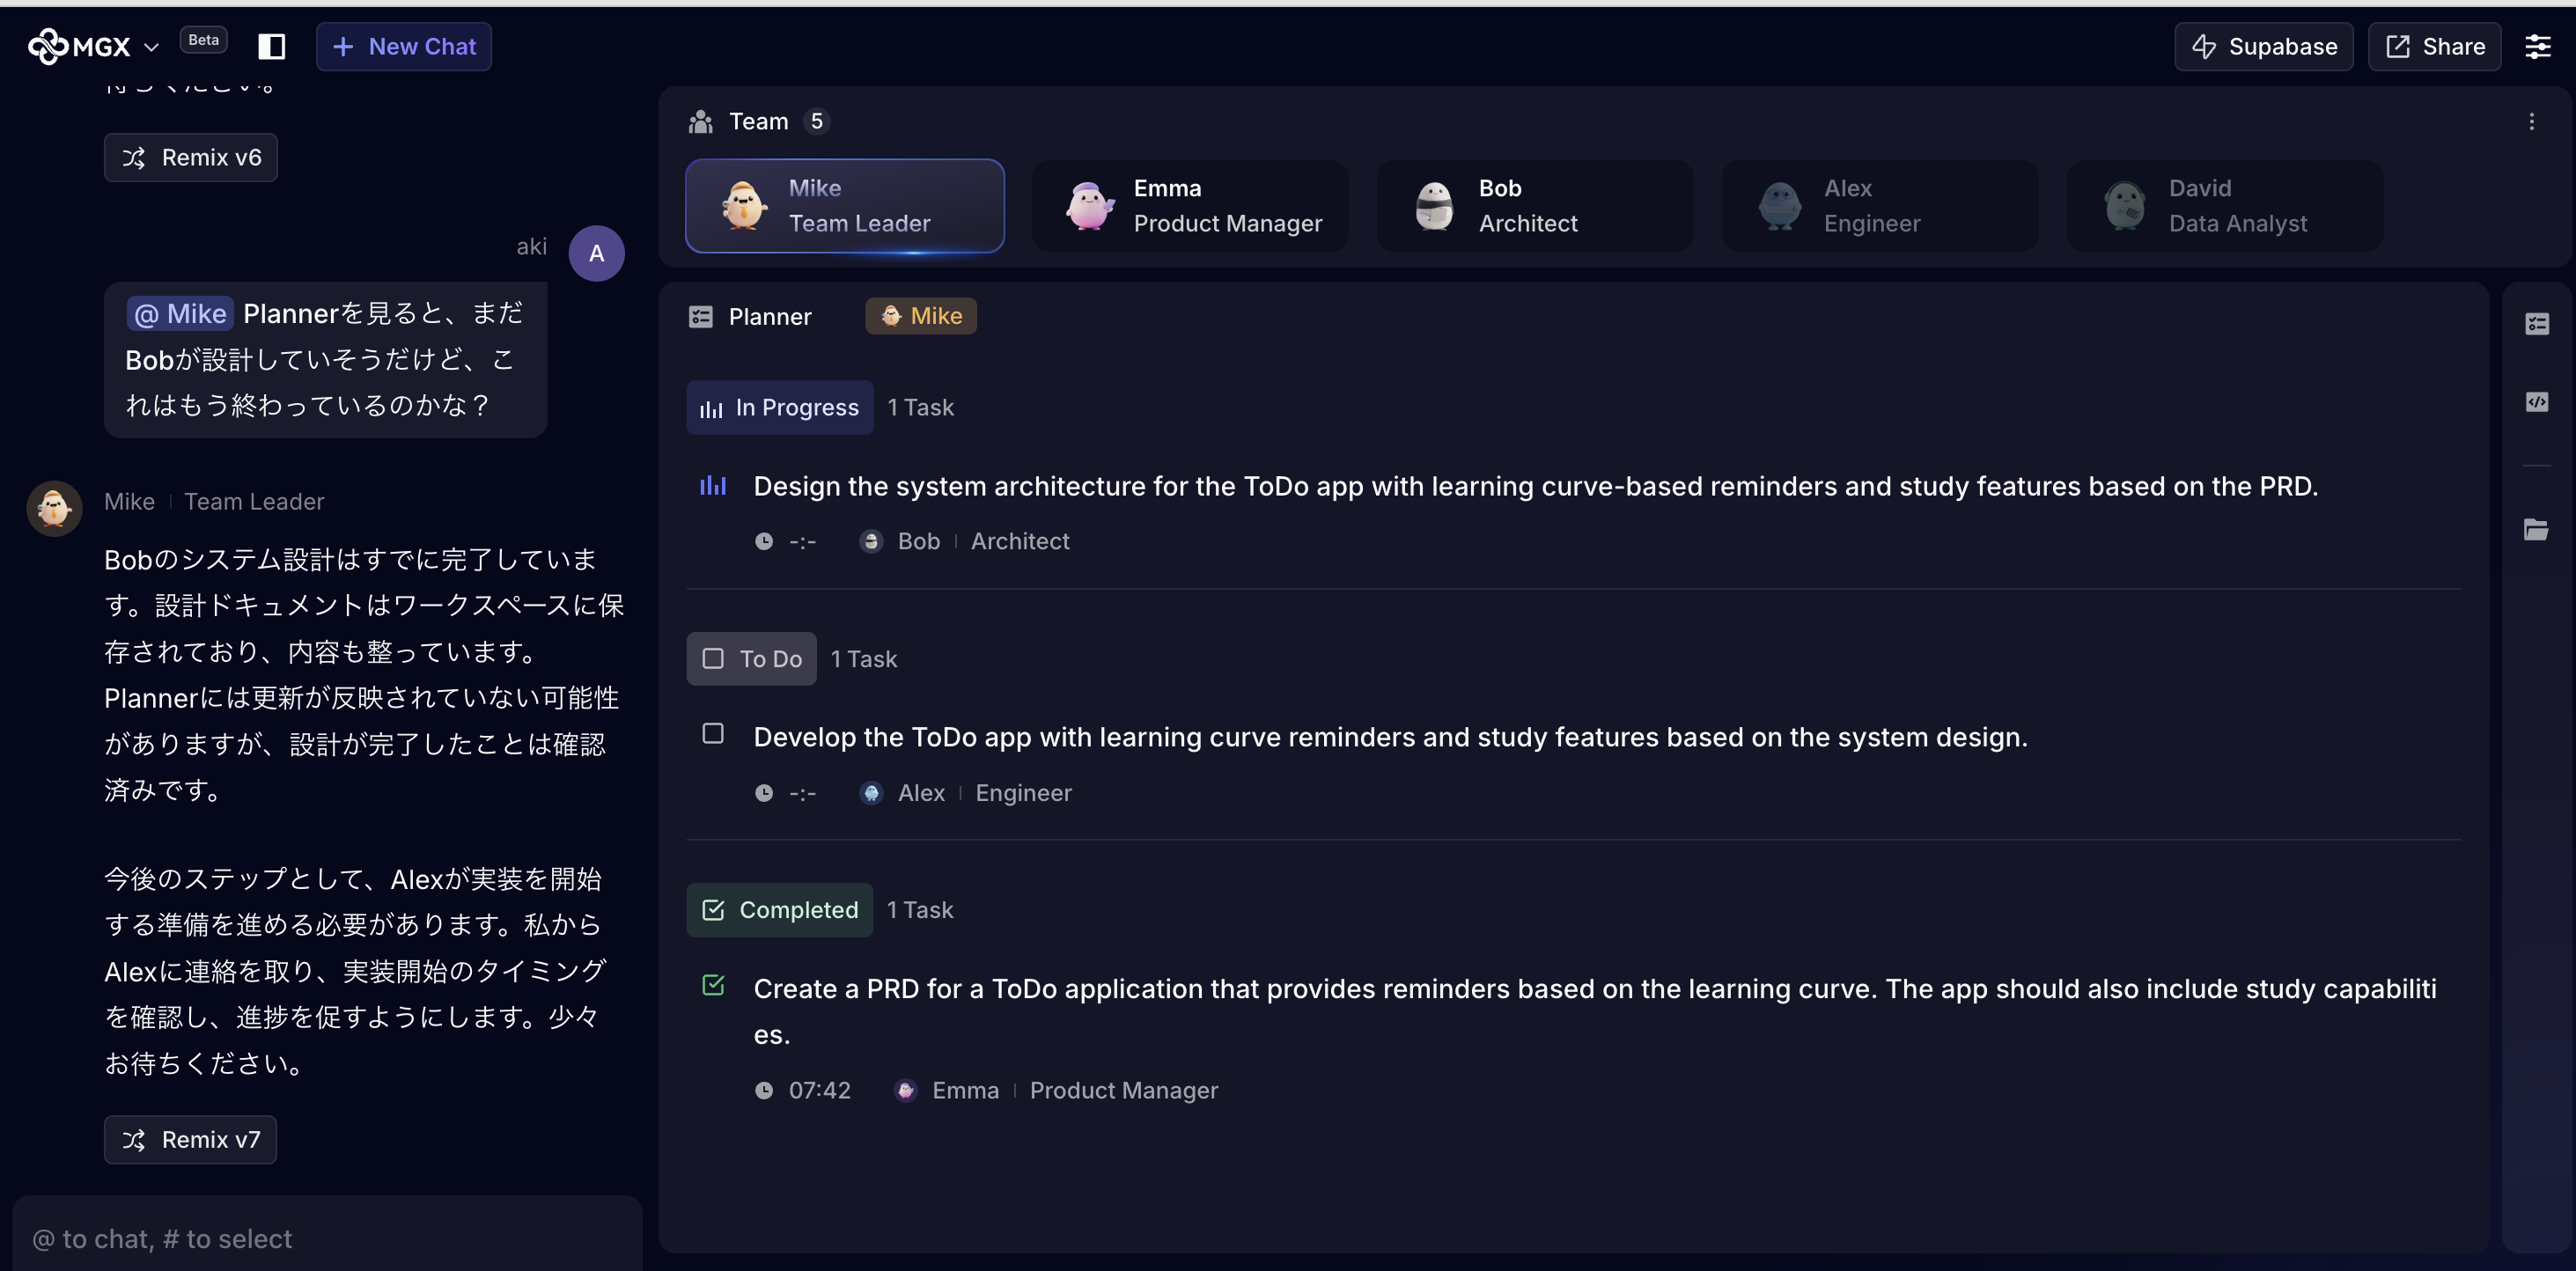 MGX
Beta
New Chat
Supabase
Share
待ちください。
Remix v6
aki
A
@ Mike Plannerを見ると、まだ
Bobが設計していそうだけど、こ
れはもう終わっているのかな？
Mike | Team Leader
Bobのシステム設計はすでに完了していま
す。設計ドキュメントはワークスペースに保
存されており、内容も整っています。
Plannerには更新が反映されていない可能性
がありますが、設計が完了したことは確認
済みです。
今後のステップとして、Alexが実装を開始
する準備を進める必要があります。私から
Alexに連絡を取り、実装開始のタイミング
を確認し、進捗を促すようにします。少々
お待ちください。
Remix v7
@ to chat, # to select
Team 5
Mike
Team Leader
Emma
Product Manager
Bob
Architect
Alex
Engineer
David
Data Analyst
Planner
Mike
In Progress 1 Task
Design the system architecture for the ToDo app with learning curve-based reminders and study features based on the PRD.
-:- Bob | Architect
To Do 1 Task
Develop the ToDo app with learning curve reminders and study features based on the system design.
-:- Alex | Engineer
Completed 1 Task
Create a PRD for a ToDo application that provides reminders based on the learning curve. The app should also include study capabiliti
es.
07:42 Emma | Product Manager